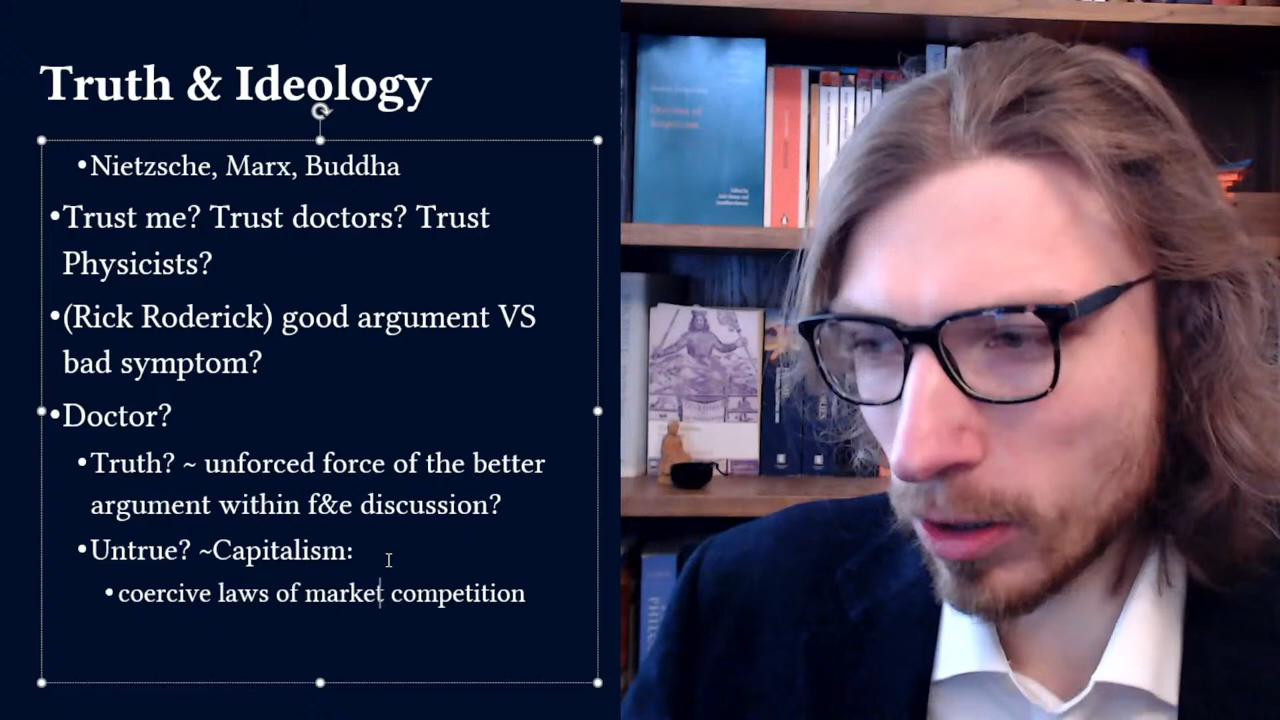 Truth & Ideology
•Nietzsche, Marx, Buddha
•Trust me? Trust doctors? Trust
Physicists?
•(Rick Roderick) good argument VS
bad symptom?
•Doctor?
•Truth? ~ unforced force of the better
argument within f&e discussion?
•Untrue? ~Capitalism:
•coercive laws of market competition